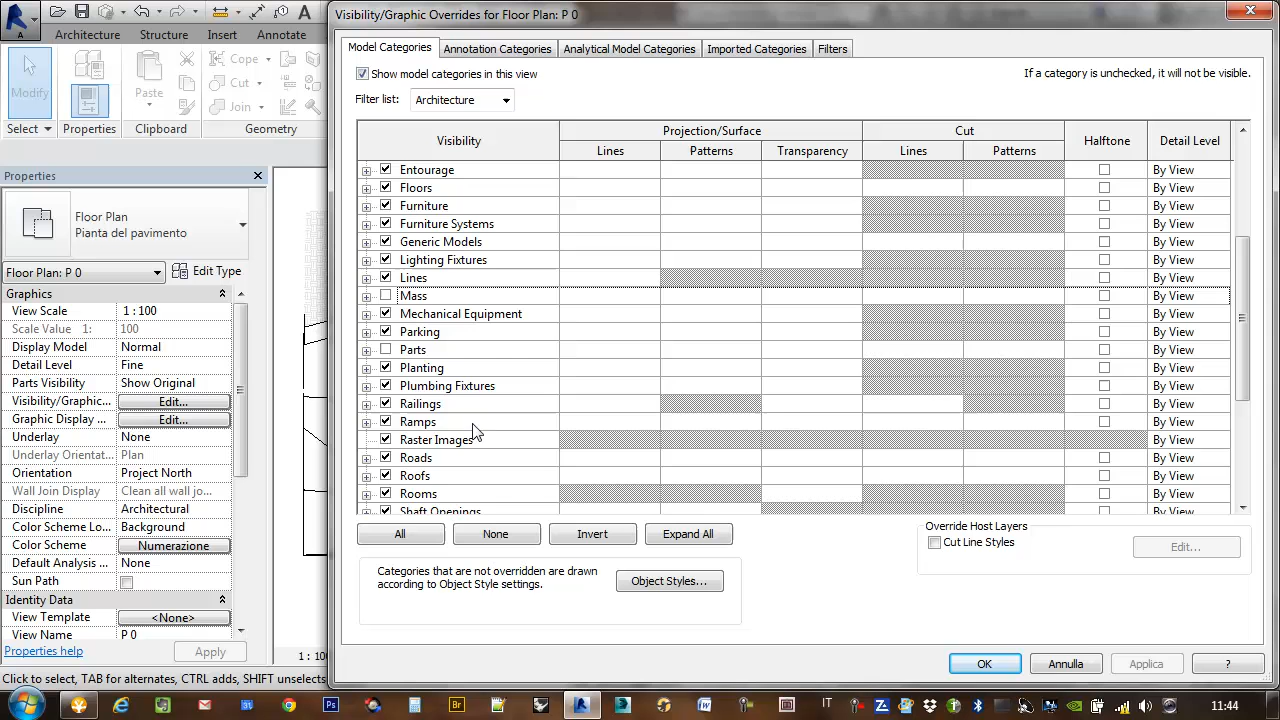 Visibility/Graphic Overrides for Floor Plan: P 0
A
Architecture Structure Insert Annotate
Modify
Paste
Cope
Cut
Join
Select Properties Clipboard Geometry
Properties
Floor Plan
Pianta del pavimento
Floor Plan: P 0 Edit Type
Graphics
View Scale 1 : 100
Scale Value 1: 100
Display Model Normal
Detail Level Fine
Parts Visibility Show Original
Visibility/Graphic... Edit...
Graphic Display ... Edit...
Underlay None
Underlay Orientat... Plan
Orientation Project North
Wall Join Display Clean all wall jo...
Discipline Architectural
Color Scheme Lo... Background
Color Scheme Numerazione
Default Analysis ... None
Sun Path
Identity Data
View Template <None>
View Name P 0
Properties help Apply
1 : 100
Click to select, TAB for alternates, CTRL adds, SHIFT unselects
Model Categories Annotation Categories Analytical Model Categories Imported Categories Filters
Show model categories in this view
If a category is unchecked, it will not be visible.
Filter list: Architecture
Visibility Projection/Surface Cut Halftone Detail Level
Lines Patterns Transparency Lines Patterns
Entourage By View
Floors By View
Furniture By View
Furniture Systems By View
Generic Models By View
Lighting Fixtures By View
Lines By View
Mass By View
Mechanical Equipment By View
Parking By View
Parts By View
Planting By View
Plumbing Fixtures By View
Railings By View
Ramps By View
Raster Images By View
Roads By View
Roofs By View
Rooms By View
Shaft Openings By View
All None Invert Expand All
Override Host Layers
Cut Line Styles Edit...
Categories that are not overridden are drawn
according to Object Style settings.
Object Styles...
OK Annulla Applica ?
Br
IT
11:44